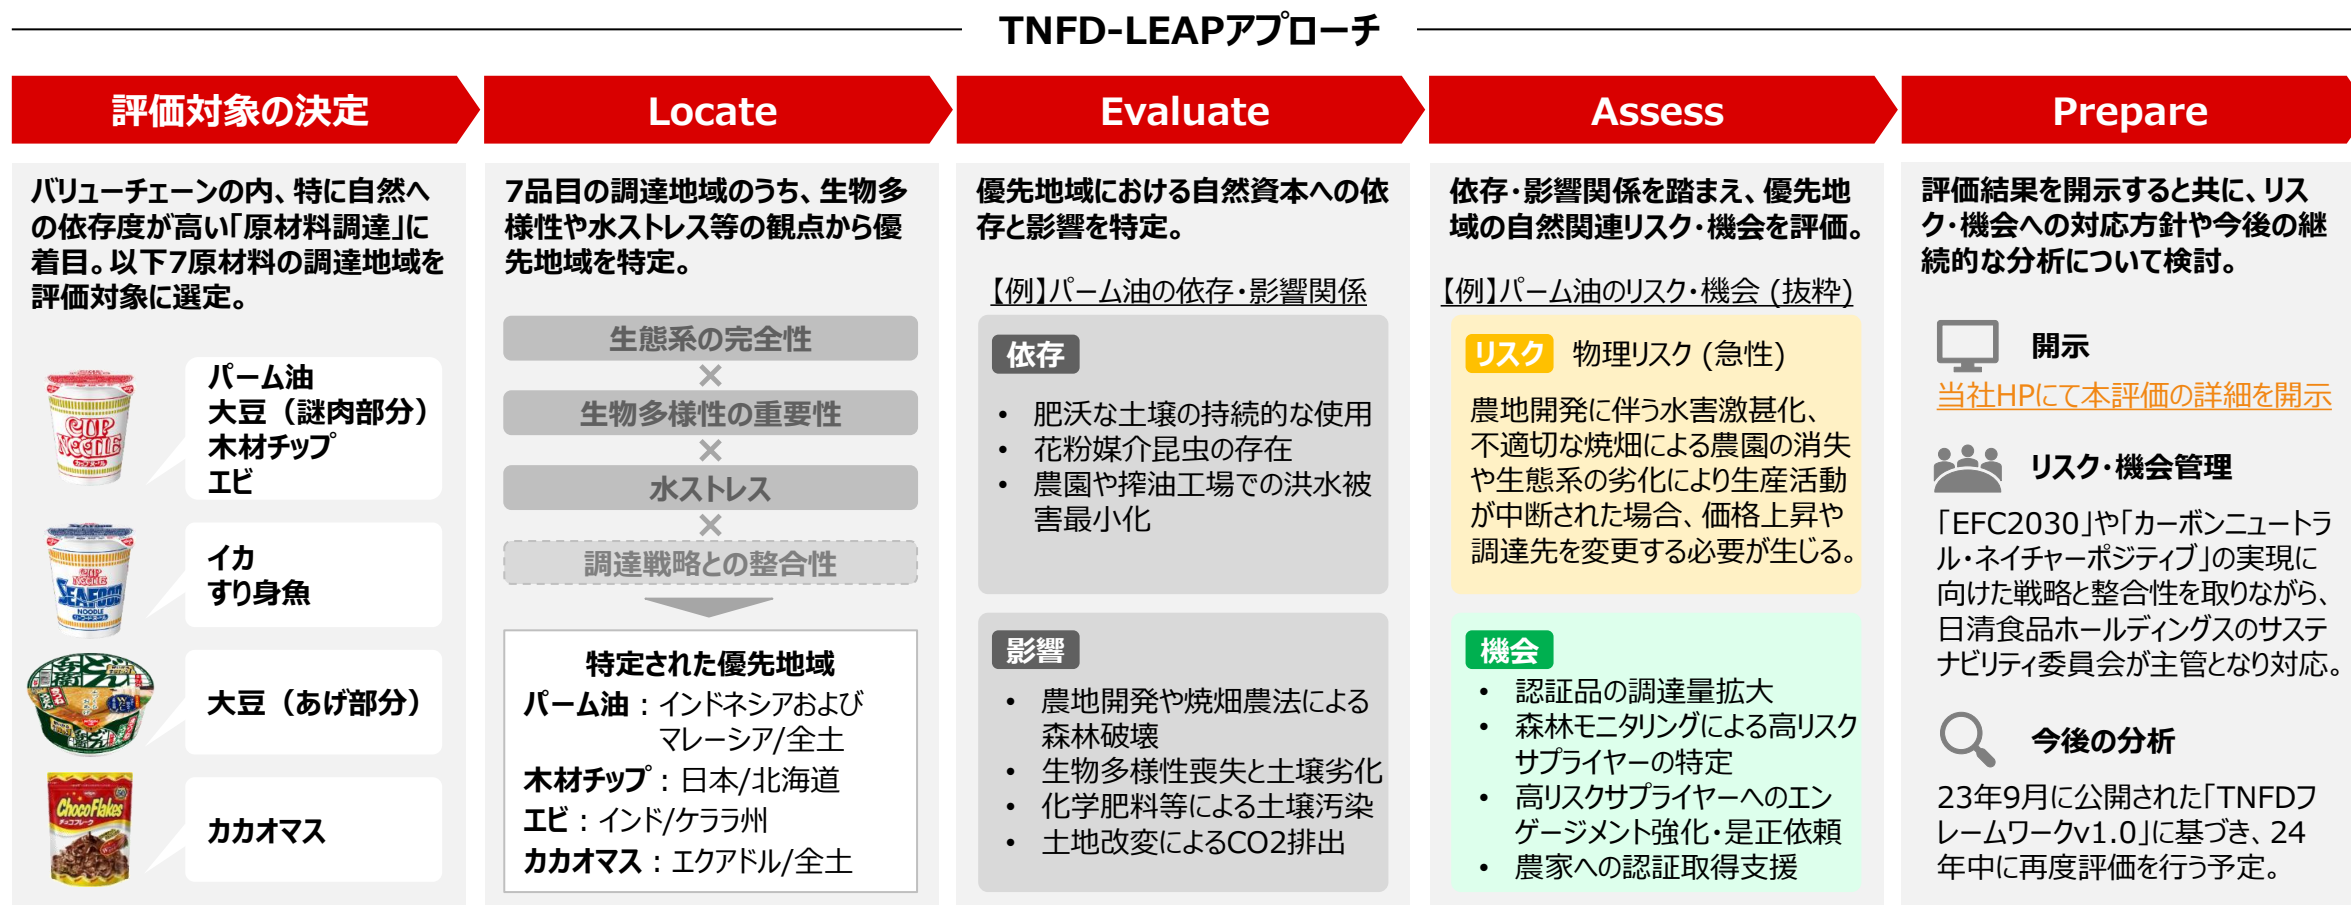 TNFD-LEAPアプローチ
評価対象の決定
バリューチェーンの内、特に自然へ
の依存度が高い「原材料調達」に
着目。以下7原材料の調達地域を
評価対象に選定。
CUP
NOODLE
パーム油
大豆（謎肉部分）
木材チップ
エビ
CUP
NOODLE
SEAFOOD
NOODLE
イカ
すり身魚
どん兵衛
大豆（あげ部分）
ChocoFlakes
チョコフレーク
カカオマス
Locate
7品目の調達地域のうち、生物多
様性や水ストレス等の観点から優
先地域を特定。
生態系の完全性
×
生物多様性の重要性
×
水ストレス
×
調達戦略との整合性
特定された優先地域
パーム油：インドネシアおよび
マレーシア/全土
木材チップ：日本/北海道
エビ：インド/ケララ州
カカオマス：エクアドル/全土
Evaluate
優先地域における自然資本への依
存と影響を特定。
【例】パーム油の依存・影響関係
依存
• 肥沃な土壌の持続的な使用
• 花粉媒介昆虫の存在
• 農園や搾油工場での洪水被
害最小化
影響
• 農地開発や焼畑農法による
森林破壊
• 生物多様性喪失と土壌劣化
• 化学肥料等による土壌汚染
• 土地改変によるCO2排出
Assess
依存・影響関係を踏まえ、優先地
域の自然関連リスク・機会を評価。
【例】パーム油のリスク・機会 (抜粋)
リスク 物理リスク (急性)
農地開発に伴う水害激甚化、
不適切な焼畑による農園の消失
や生態系の劣化により生産活動
が中断された場合、価格上昇や
調達先を変更する必要が生じる。
機会
• 認証品の調達量拡大
• 森林モニタリングによる高リスク
サプライヤーの特定
• 高リスクサプライヤーへのエン
ゲージメント強化・是正依頼
• 農家への認証取得支援
Prepare
評価結果を開示すると共に、リス
ク・機会への対応方針や今後の継
続的な分析について検討。
開示
当社HPにて本評価の詳細を開示
リスク・機会管理
「EFC2030」や「カーボンニュートラ
ル・ネイチャーポジティブ」の実現に
向けた戦略と整合性を取りながら、
日清食品ホールディングスのサステ
ナビリティ委員会が主管となり対応。
今後の分析
23年9月に公開された「TNFDフ
レームワークv1.0」に基づき、24
年中に再度評価を行う予定。